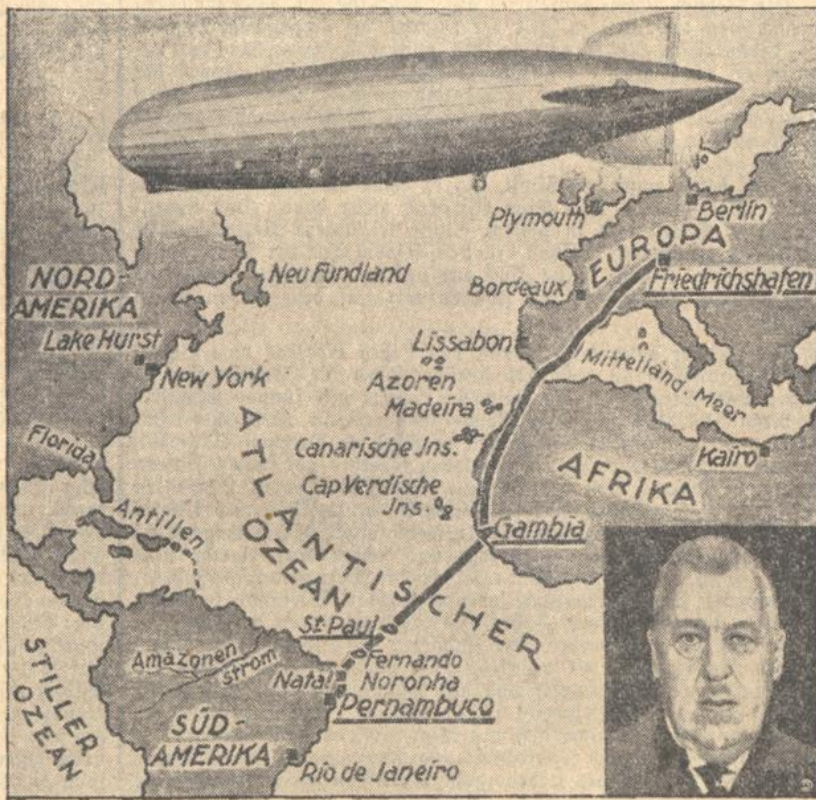 Plymouth
Berlin
EUROPA
NORD-
AMERIKA
Neu Fundland
Bordeaux
Friedrichshafen
Lake Hurst
New York
Lissabon
Azoren
Madeira
Mittelländ. Meer
Florida
Canarische Jns.
Kairo
AFRIKA
Cap Verdische
Jns.
Antillen
ATLANTISCHER
OZEAN
Gambia
St. Paul
Amazonen
strom
Fernando
Noronha
Natal
Pernambuco
STILLER
OZEAN
SÜD-
AMERIKA
Rio de Janeiro